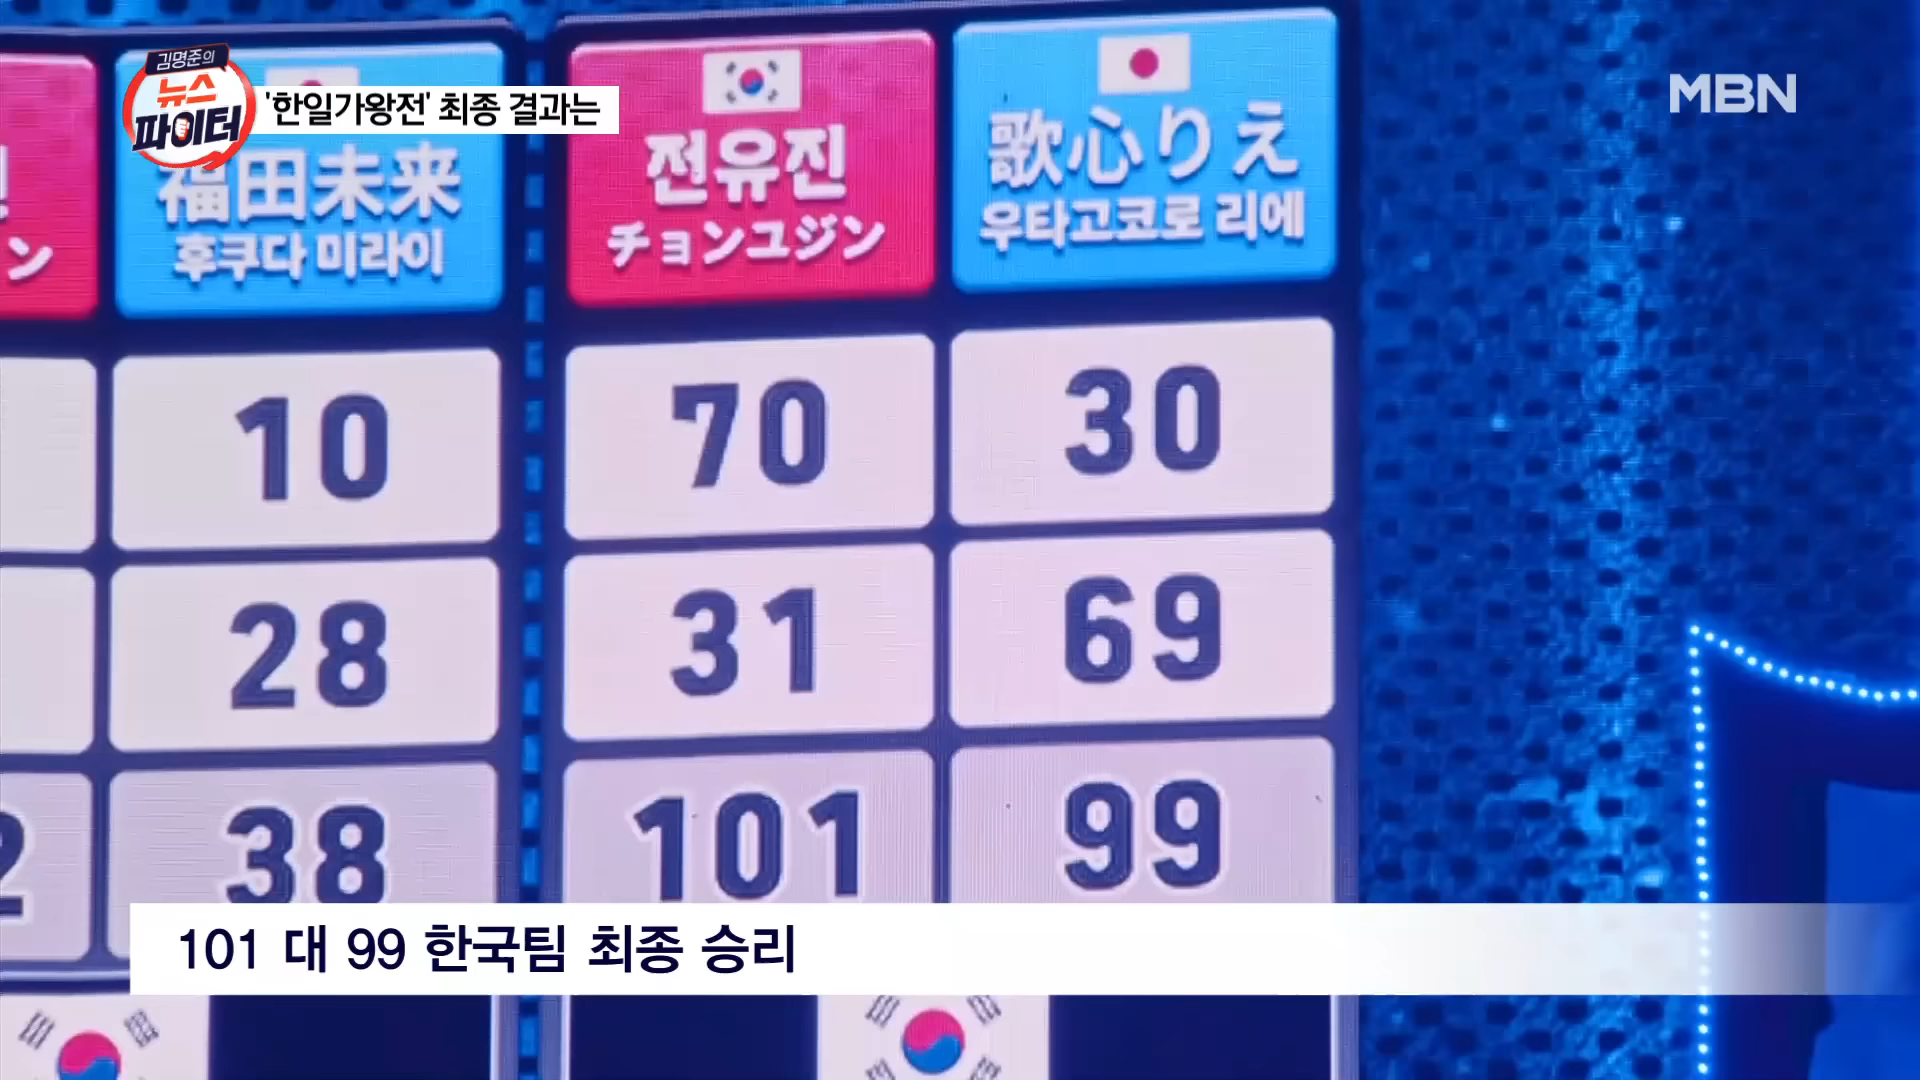 김명준의
뉴스
파이터
'한일가왕전' 최종 결과는
MBN
ン
福田未来
후쿠다 미라이
전유진
チョンユジン
歌心りえ
우타고코로 리에
10
70
30
28
31
69
2
38
101
99
101 대 99 한국팀 최종 승리